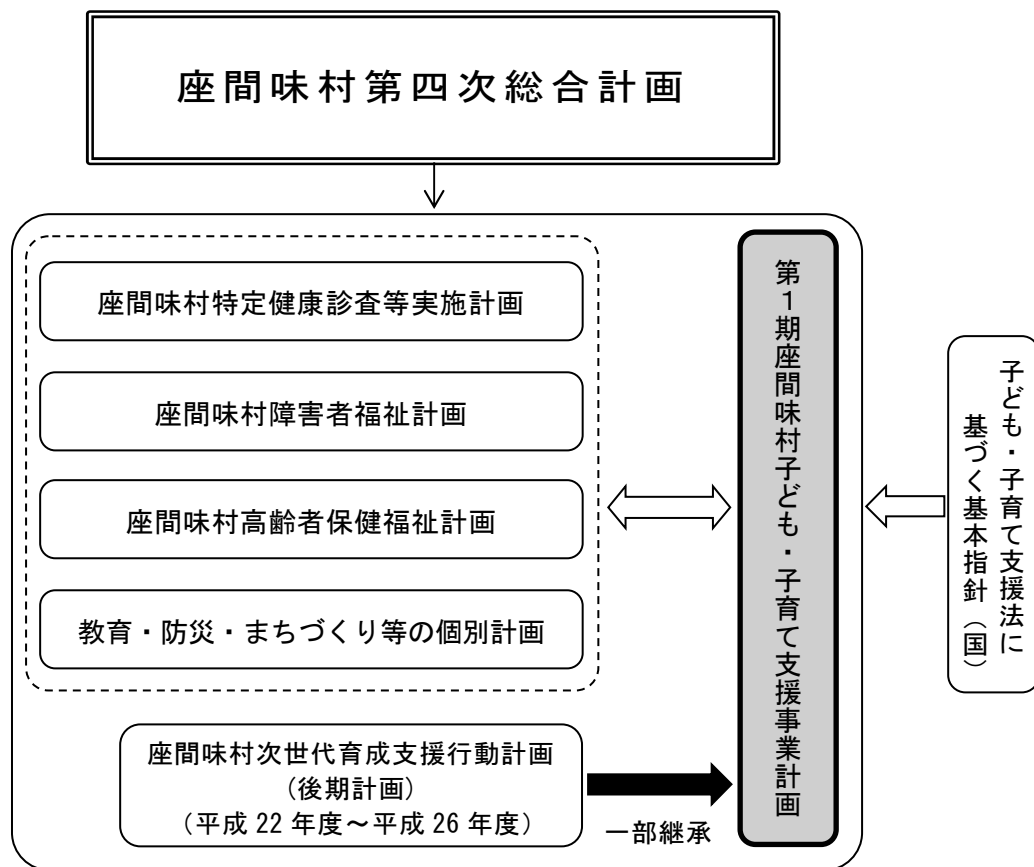 座間味村第四次総合計画
座間味村特定健康診査等実施計画
座間味村障害者福祉計画
座間味村高齢者保健福祉計画
教育・防災・まちづくり等の個別計画
座間味村次世代育成支援行動計画
(後期計画)
（平成 22 年度～平成 26 年度）
一部継承
第１期座間味村子ども・子育て支援事業計画
子ども・子育て支援法に
基づく基本指針（国）